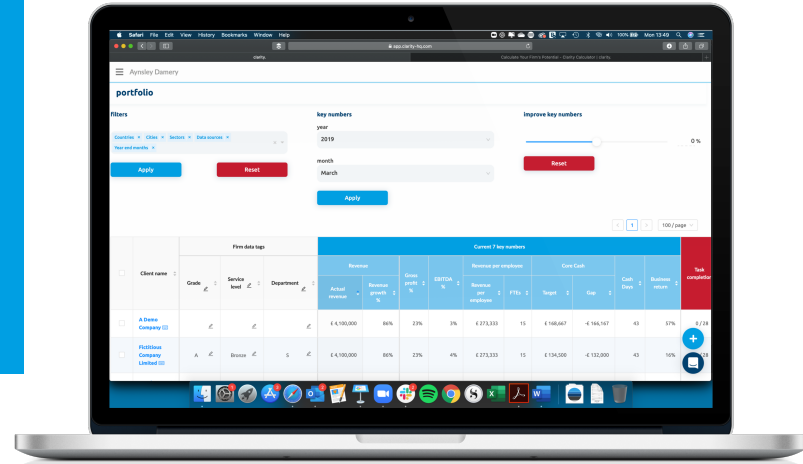 Safari File Edit View History Bookmarks Window Help 100% Mon 13:49
app.clarity-hq.com
clarity. Calculate Your Firm's Potential - Clarity Calculator : clarity.
Aynsley Damery
portfolio
filters key numbers improve key numbers
year
Countries × Cities × Sectors × Data sources × 2019 0 %
Year end months ×
month
Apply Reset March Reset
Apply
1 100 / page
Firm data tags Current 7 key numbers
Revenue Revenue per employee Core Cash
Client name Grade Service level Department Actual revenue Revenue growth % Gross profit % EBITDA % Revenue per employee FTEs Target Gap Cash Days Business return Task completion
A Demo Company £ 4,100,000 86% 23% 3% £ 273,333 15 £ 168,667 -£ 166,167 43 57% 0 / 28
Fictitious Company Limited A Bronze S £ 4,100,000 86% 23% 4% £ 273,333 15 £ 134,500 -£ 132,000 43 16% / 28